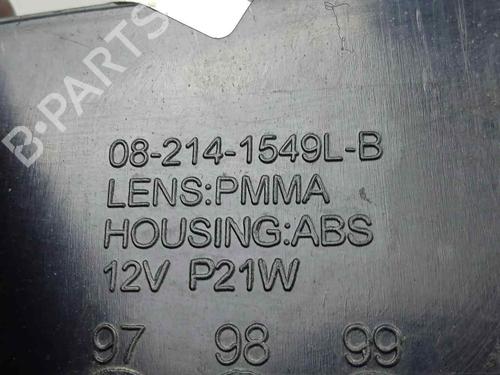 B-PARTS
08-214-1549L-B
LENS:PMMA
HOUSING:ABS
12V P21W
97 98 99